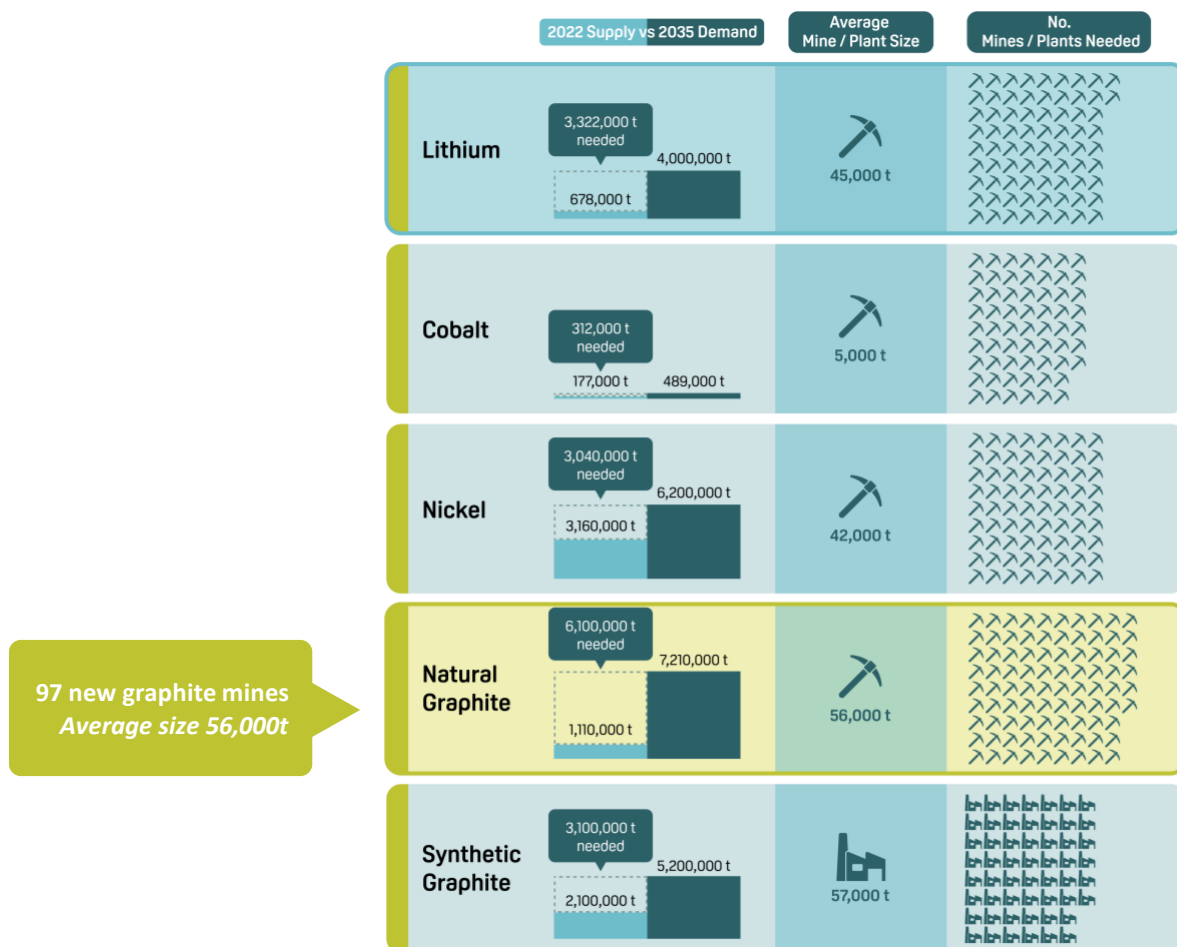 2022 Supply vs 2035 Demand
Average
Mine / Plant Size
No.
Mines / Plants Needed
Lithium
3,322,000 t
needed
4,000,000 t
678,000 t
45,000 t
Cobalt
312,000 t
needed
177,000 t
489,000 t
5,000 t
Nickel
3,040,000 t
needed
6,200,000 t
3,160,000 t
42,000 t
97 new graphite mines
Average size 56,000t
Natural
Graphite
6,100,000 t
needed
7,210,000 t
1,110,000 t
56,000 t
Synthetic
Graphite
3,100,000 t
needed
5,200,000 t
2,100,000 t
57,000 t